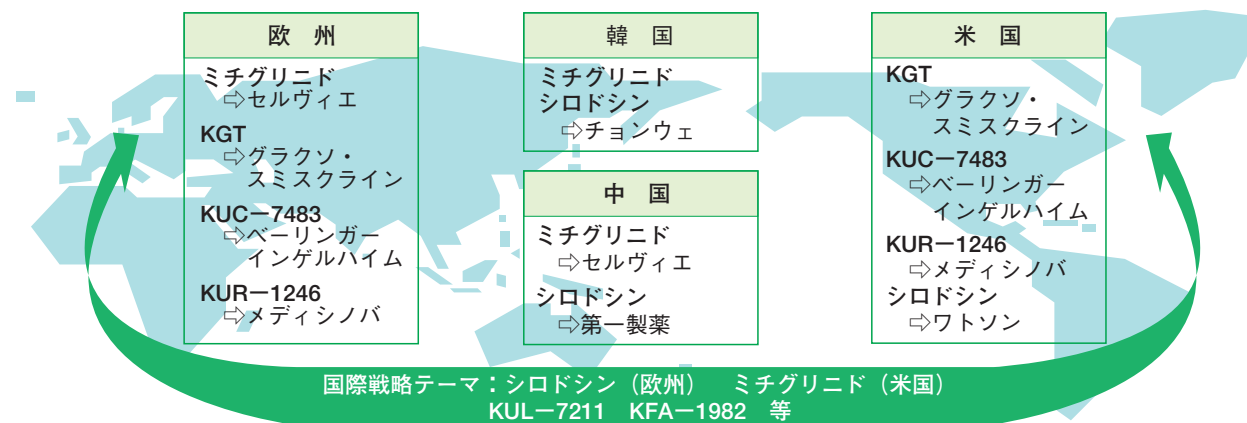 欧　州
ミチグリニド
⇨セルヴィエ
KGT
⇨グラクソ・
スミスクライン
KUC－7483
⇨ベーリンガー
インゲルハイム
KUR－1246
⇨メディシノバ
韓　国
ミチグリニド
シロドシン
⇨チョンウェ
中　国
ミチグリニド
⇨セルヴィエ
シロドシン
⇨第一製薬
米　国
KGT
⇨グラクソ・
スミスクライン
KUC－7483
⇨ベーリンガー
インゲルハイム
KUR－1246
⇨メディシノバ
シロドシン
⇨ワトソン
国際戦略テーマ：シロドシン（欧州）　ミチグリニド（米国）
KUL－7211　KFA－1982　等